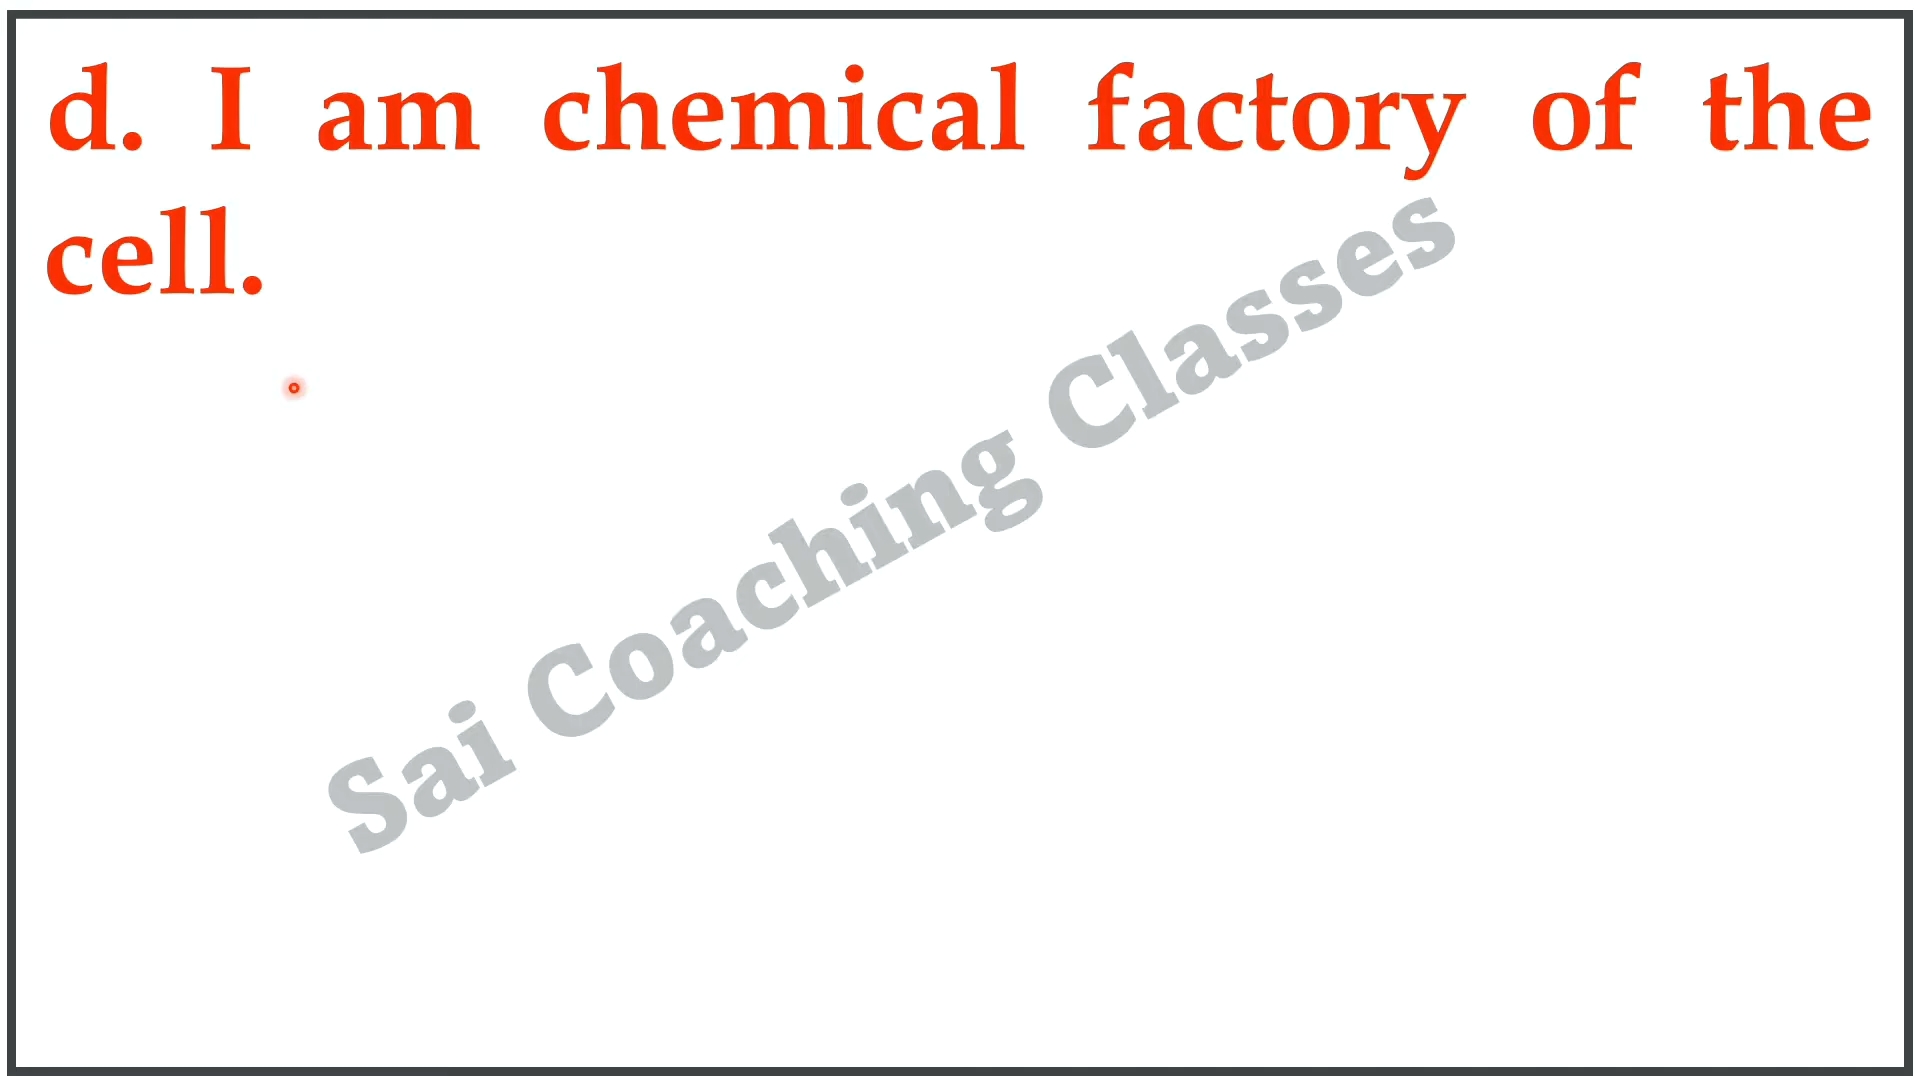 d. I am chemical factory of the
cell.
Sai Coaching Classes